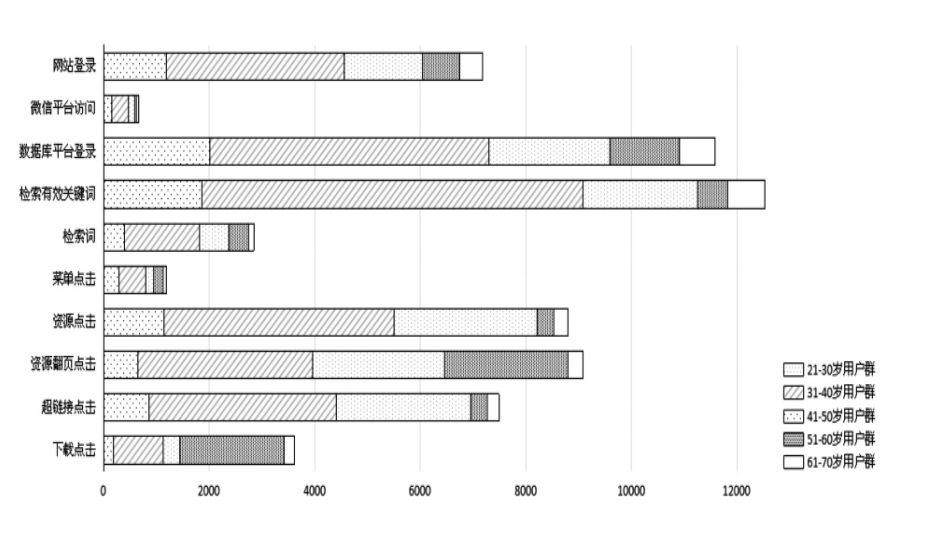 网站登录
微信平台访问
数据库平台登录
检索有效关键词
检索词
菜单点击
资源点击
资源翻页点击
超链接点击
下载点击
0 2000 4000 6000 8000 10000 12000
21-30岁用户群
31-40岁用户群
41-50岁用户群
51-60岁用户群
61-70岁用户群